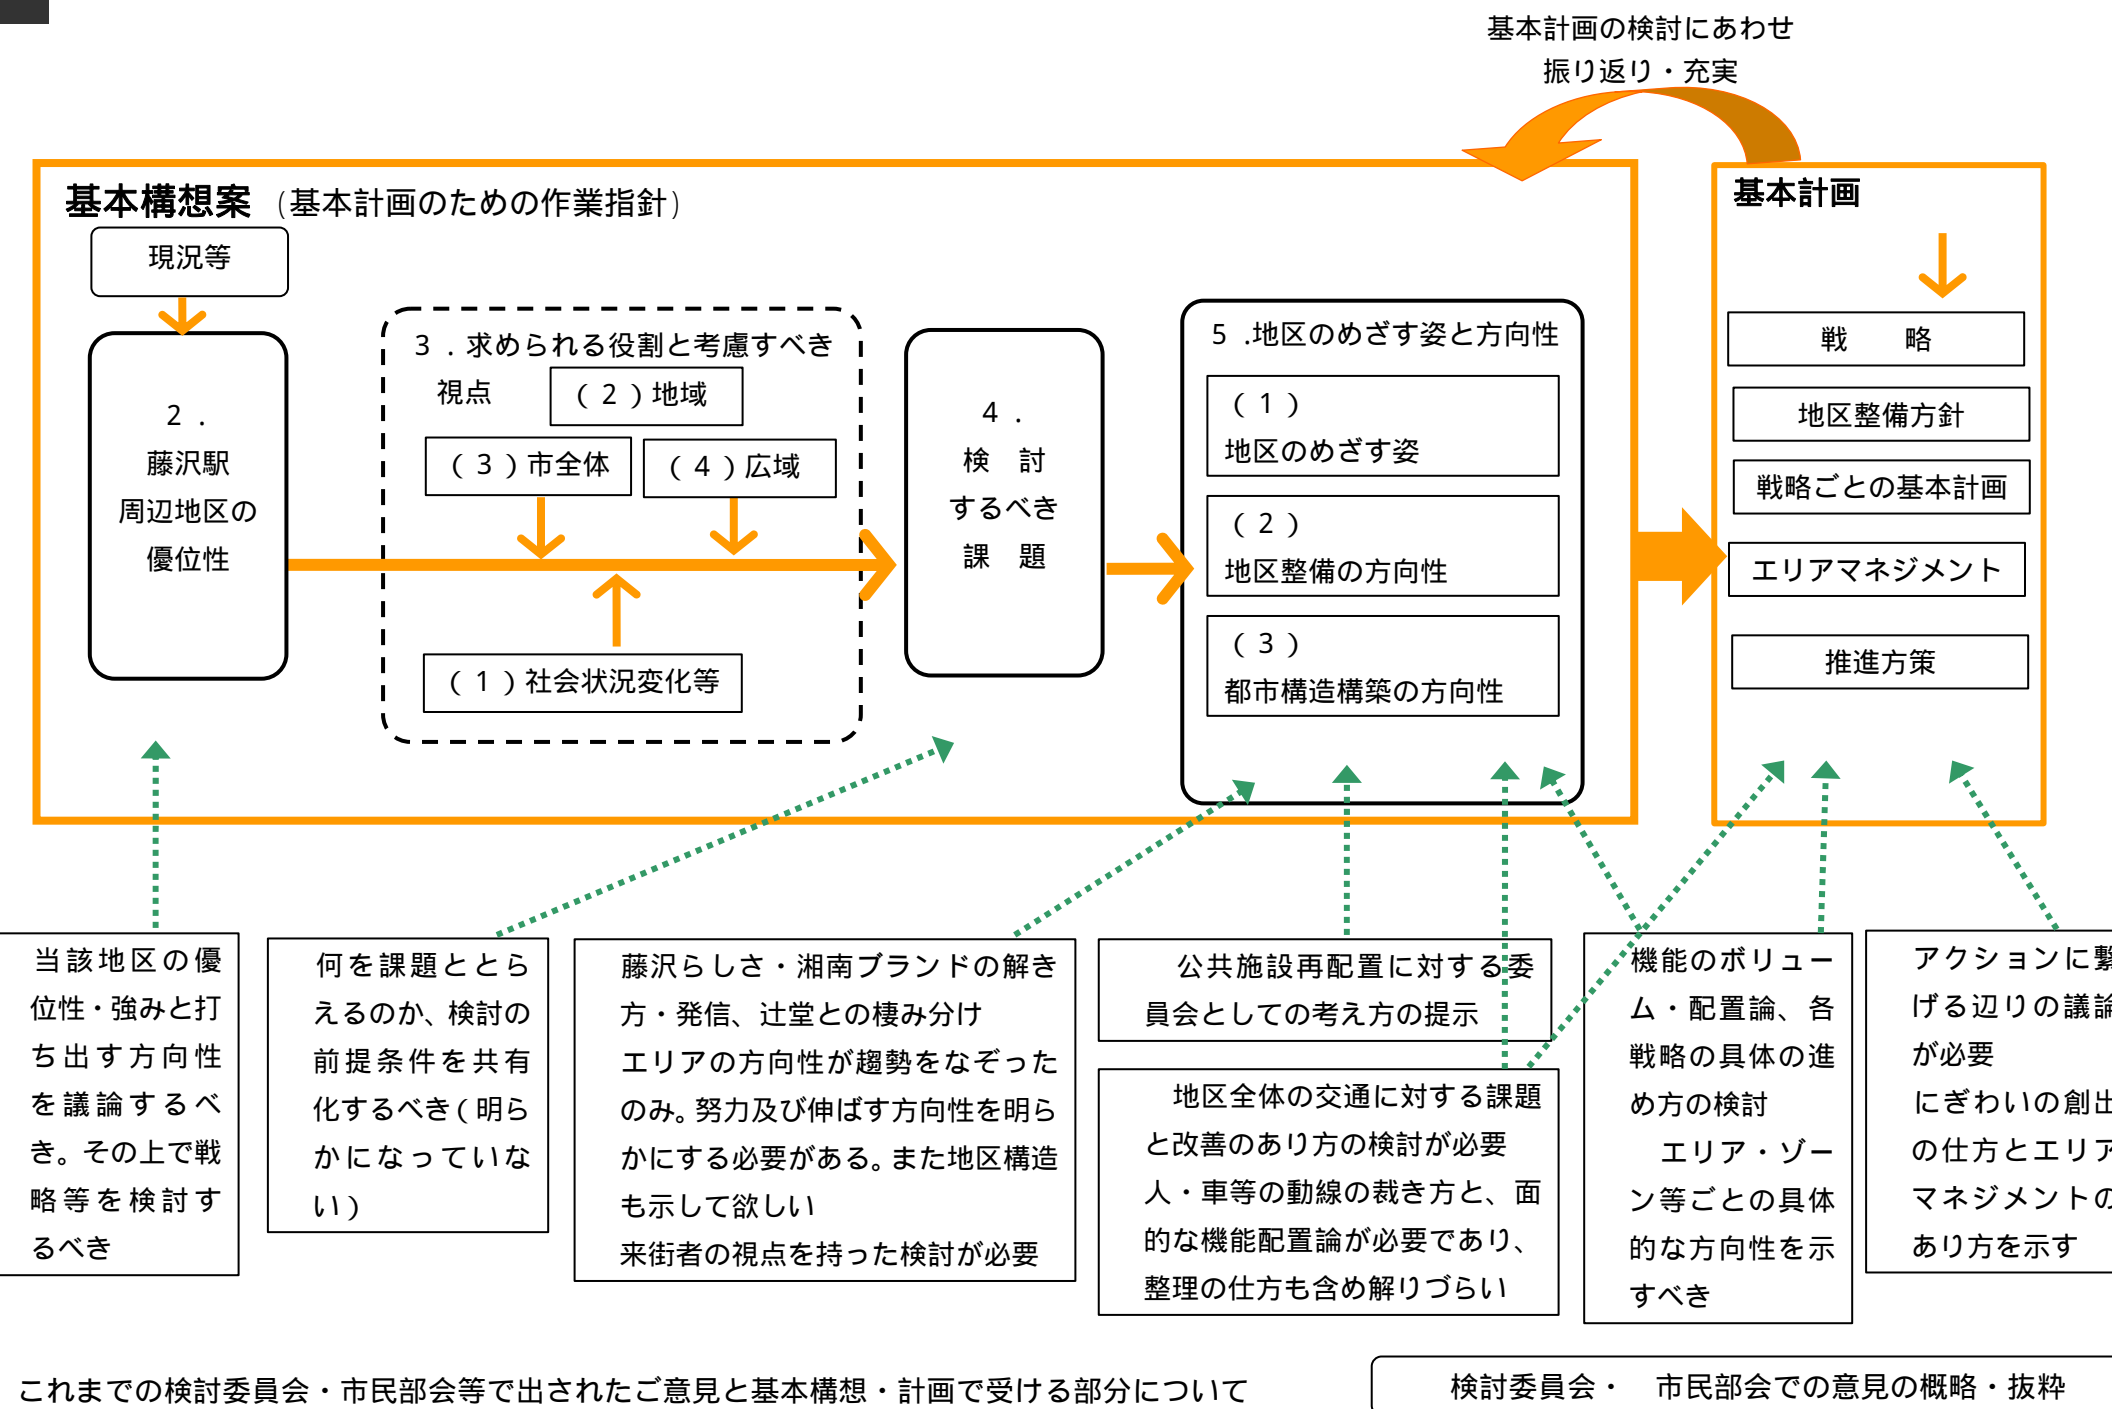 基本計画の検討にあわせ
振り返り・充実
基本構想案 (基本計画のための作業指針)
現況等
2 .
藤沢駅
周辺地区の
優位性
3 . 求められる役割と考慮すべき
視点
( 2 ) 地域
( 3 ) 市全体
( 4 ) 広域
( 1 ) 社会状況変化等
4 .
検 討
するべき
課 題
5 .地区のめざす姿と方向性
( 1 )
地区のめざす姿
( 2 )
地区整備の方向性
( 3 )
都市構造構築の方向性
基本計画
戦 略
地区整備方針
戦略ごとの基本計画
エリアマネジメント
推進方策
当該地区の優
位性・強みと打
ち出す方向性
を議論するべ
き。その上で戦
略等を検討す
るべき
何を課題ととら
えるのか、検討の
前提条件を共有
化するべき(明ら
かになっていな
い)
藤沢らしさ・湘南ブランドの解き
方・発信、辻堂との棲み分け
エリアの方向性が趨勢をなぞった
のみ。努力及び伸ばす方向性を明ら
かにする必要がある。また地区構造
も示して欲しい
来街者の視点を持った検討が必要
公共施設再配置に対する委
員会としての考え方の提示
地区全体の交通に対する課題
と改善のあり方の検討が必要
人・車等の動線の裁き方と、面
的な機能配置論が必要であり、
整理の仕方も含め解りづらい
機能のボリュー
ム・配置論、各
戦略の具体の進
め方の検討
エリア・ゾー
ン等ごとの具体
的な方向性を示
すべき
アクションに繋
げる辺りの議論
が必要
にぎわいの創出
の仕方とエリア
マネジメントの
あり方を示す
これまでの検討委員会・市民部会等で出されたご意見と基本構想・計画で受ける部分について
検討委員会・ 市民部会での意見の概略・抜粋